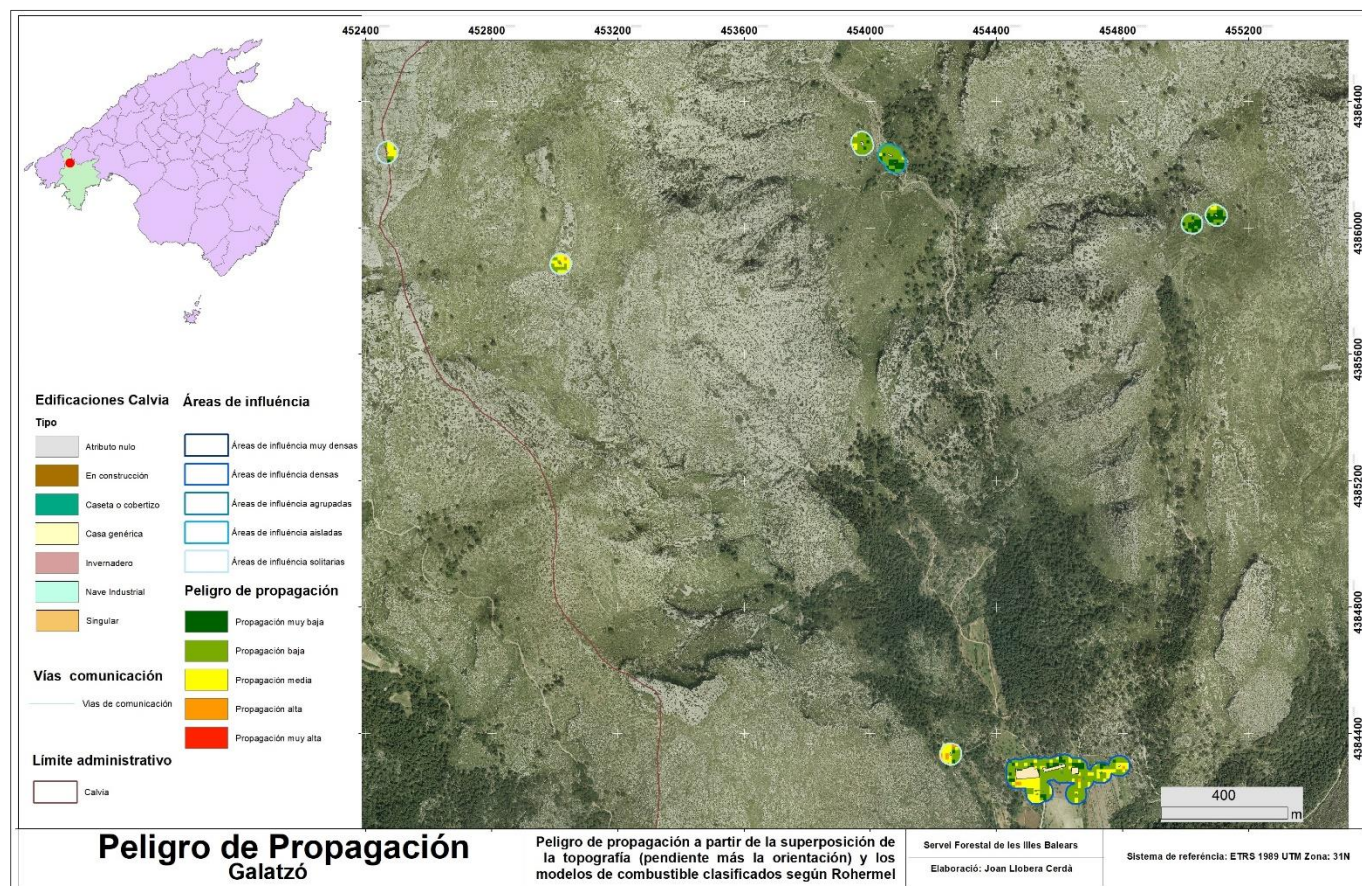 452400 452800 453200 453600 454000 454400 454800 455200
4386400
4386000
4385600
4385200
4384800
4384400
Edificaciones Calvia
Tipo
Atributo nulo
En construcción
Caseta o cobertizo
Casa genérica
Invernadero
Nave Industrial
Singular
Vías comunicación
Vias de comunicación
Límite administrativo
Calvia
Áreas de influéncia
Áreas de influéncia muy densas
Áreas de influéncia densas
Áreas de influéncia agrupadas
Áreas de influéncia aisladas
Áreas de influéncia solitarias
Peligro de propagación
Propagación muy baja
Propagación baja
Propagación media
Propagación alta
Propagación muy alta
400
m
Peligro de Propagación
Galatzó
Peligro de propagación a partir de la superposición de
la topografía (pendiente más la orientación) y los
modelos de combustible clasificados según Rohermel
Servei Forestal de les Illes Balears
Elaboració: Joan Llobera Cerdà
Sistema de referéncia: ETRS 1989 UTM Zona: 31N